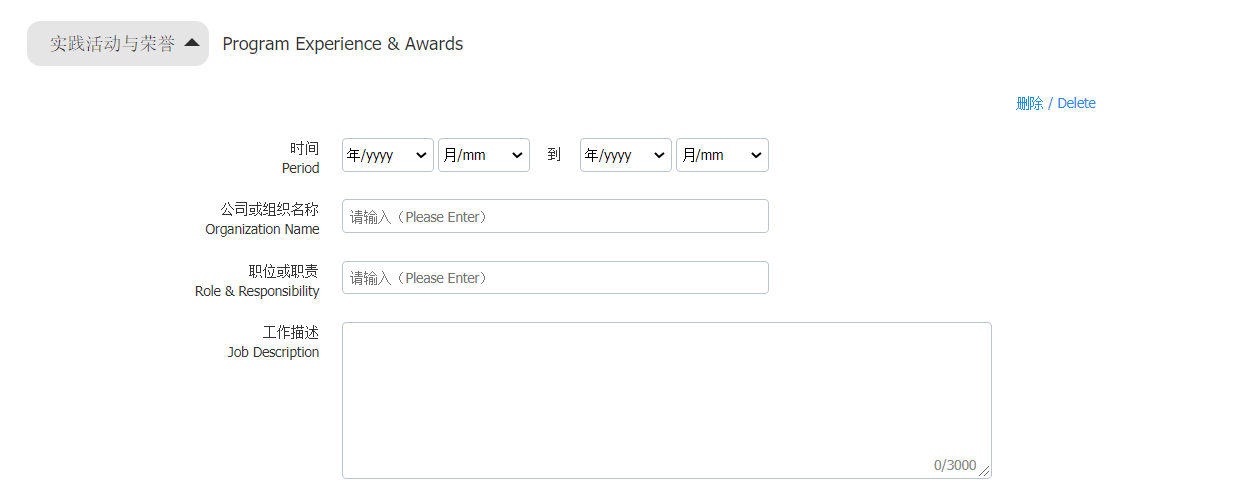 实践活动与荣誉 Program Experience & Awards
删除 / Delete
时间
Period
年/yyyy 月/mm 到 年/yyyy 月/mm
公司或组织名称
Organization Name
请输入（Please Enter）
职位或职责
Role & Responsibility
请输入（Please Enter）
工作描述
Job Description
0/3000